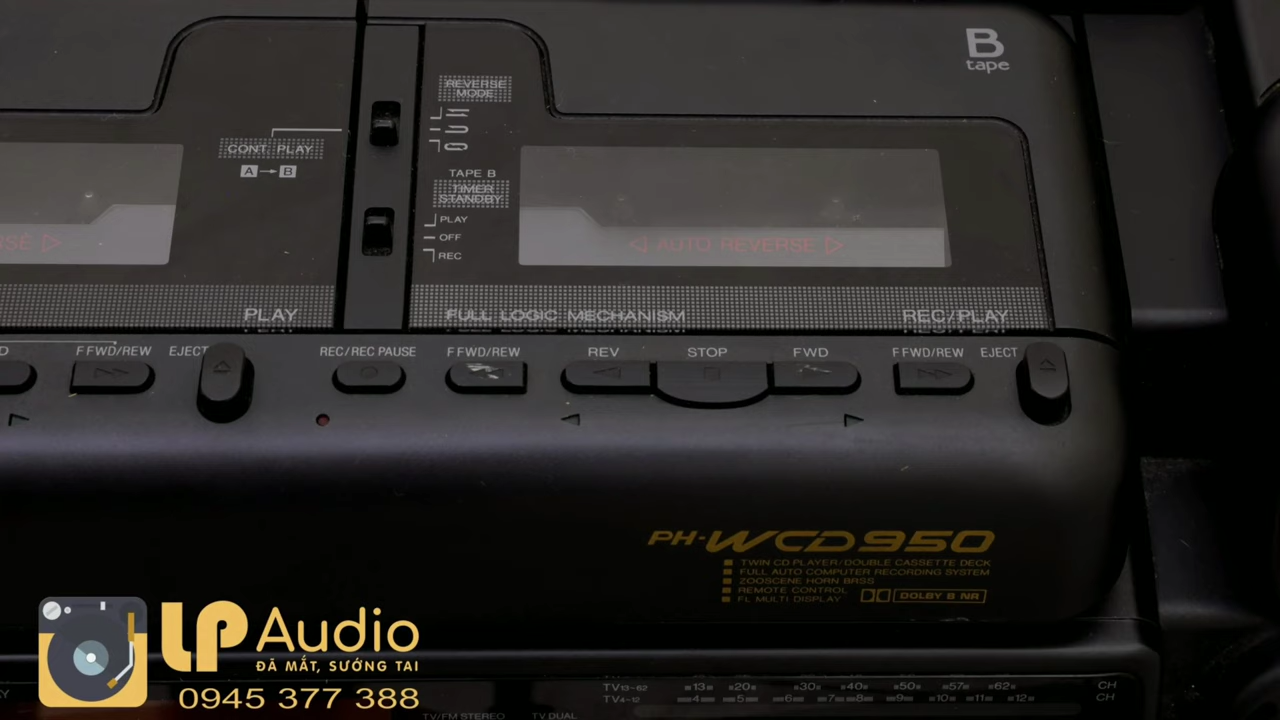 B
tape
REVERSE
MODE
CONT. PLAY
A→B
TAPE B
TIMER
STANDBY
PLAY
OFF
REC
◁ AUTO REVERSE ▷
PLAY
FULL LOGIC MECHANISM
REC/PLAY
F FWD/REW
EJECT
REC/REC PAUSE
F FWD/REW
REV
STOP
FWD
F FWD/REW
EJECT
PH-WCD950
TWIN CD PLAYER/DOUBLE CASSETTE DECK
FULL AUTO COMPUTER RECORDING SYSTEM
ZOOSCENE HORN BASS
REMOTE CONTROL
FL MULTI DISPLAY
DOLBY B NR
LP Audio
ĐÃ MẮT, SƯỚNG TAI
0945 377 388
TV13-62 13 20 30 40 50 57 62 CH
TV4-12 4 5 6 7 8 9 10 11 12 CH
TV/FM STEREO TV DUAL